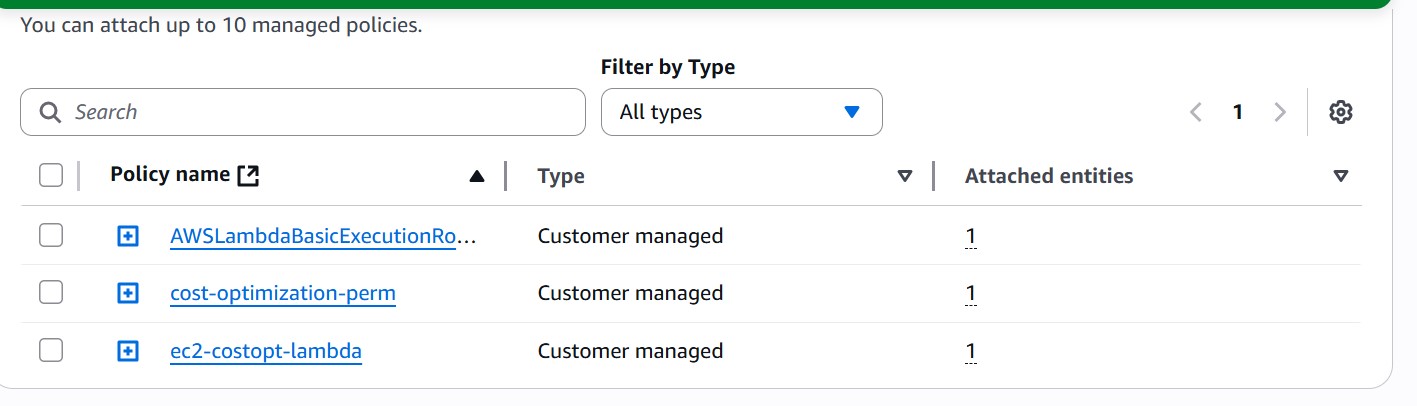 You can attach up to 10 managed policies.
Filter by Type
Search
All types
1
Policy name
Type
Attached entities
AWSLambdaBasicExecutionRo...
Customer managed
1
cost-optimization-perm
Customer managed
1
ec2-costopt-lambda
Customer managed
1